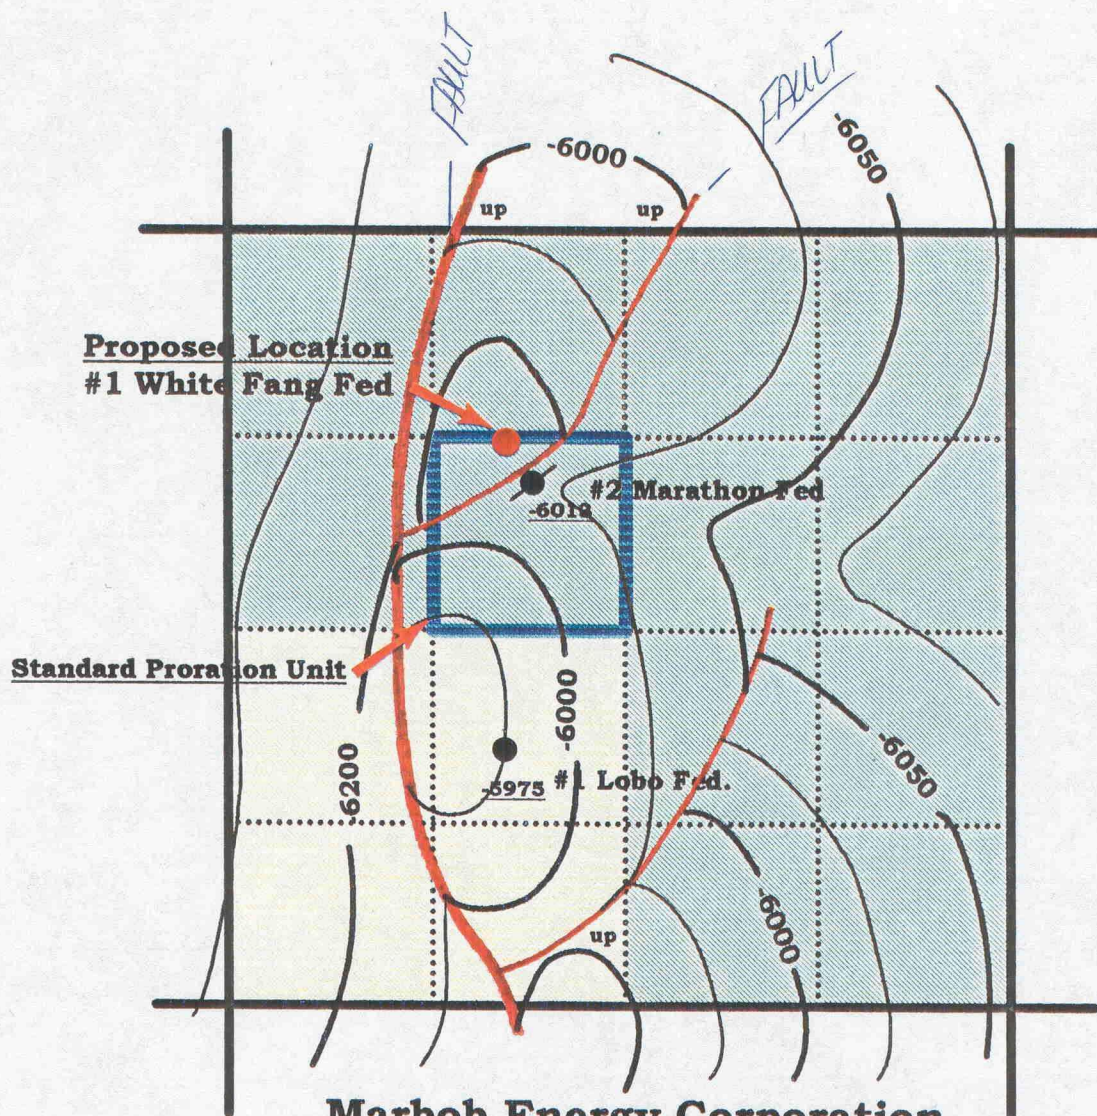 FAULT
FAULT
-6000
-6050
up
up
Proposed Location
#1 White Fang Fed
#2 Marathon Fed
Standard Proration Unit
-6000
-6200
-5975
#1 Lobo Fed.
-6050
-6000
up
Marbob Energy Corporation